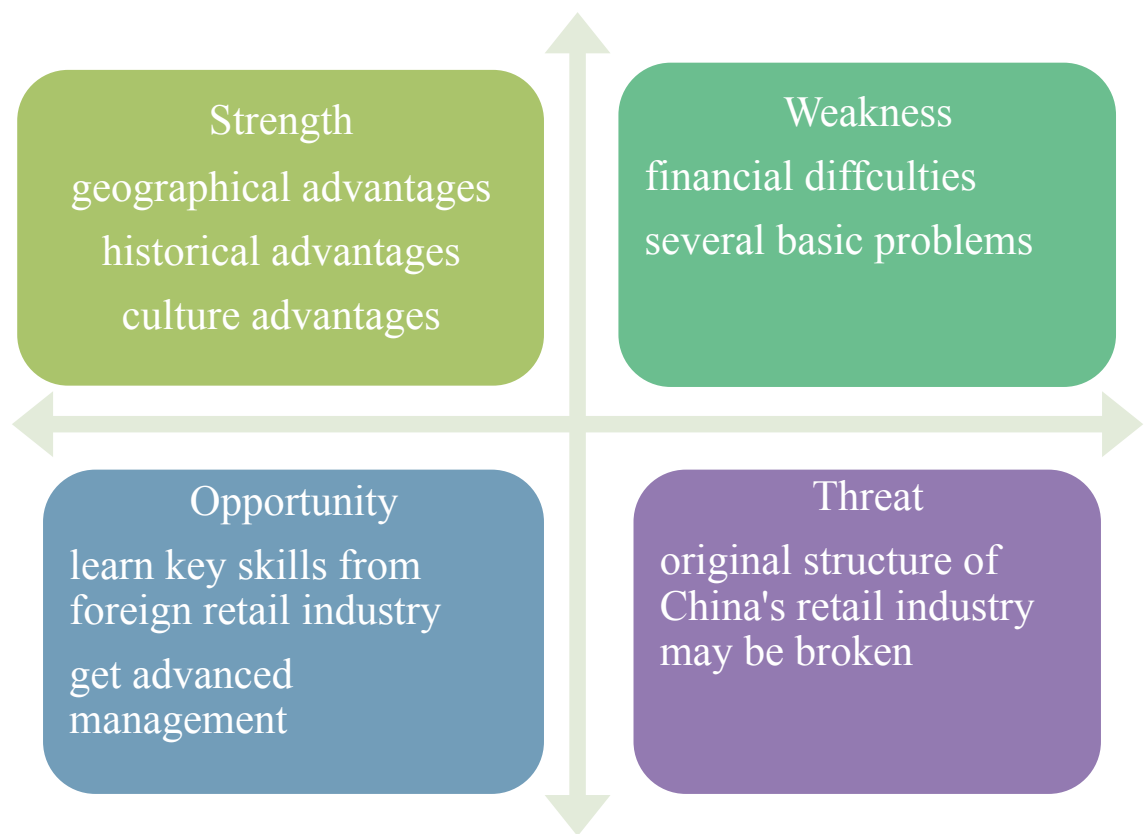 Strength
geographical advantages
historical advantages
culture advantages
Weakness
financial diffculties
several basic problems
Opportunity
learn key skills from
foreign retail industry
get advanced
management
Threat
original structure of
China's retail industry
may be broken